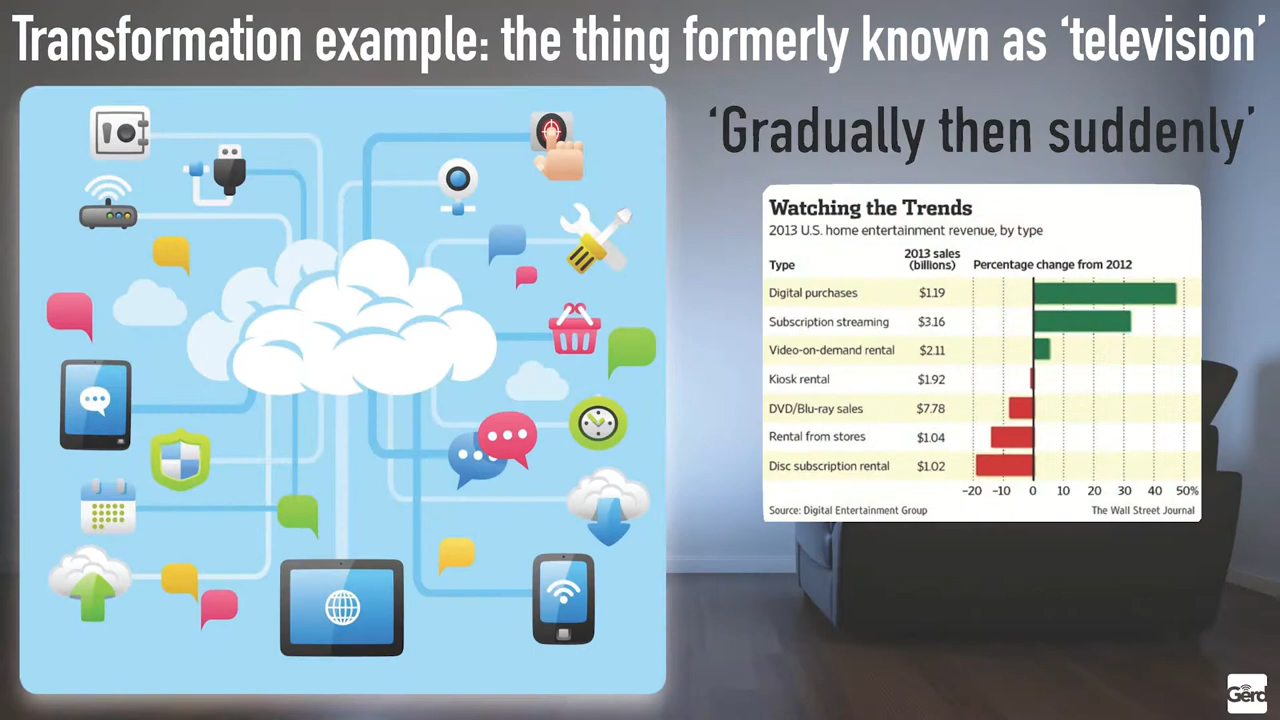 Transformation example: the thing formerly known as ‘television’
‘Gradually then suddenly’
Watching the Trends
2013 U.S. home entertainment revenue, by type
Type 2013 sales (billions) Percentage change from 2012
Digital purchases $1.19
Subscription streaming $3.16
Video-on-demand rental $2.11
Kiosk rental $1.92
DVD/Blu-ray sales $7.78
Rental from stores $1.04
Disc subscription rental $1.02
-20 -10 0 10 20 30 40 50%
Source: Digital Entertainment Group The Wall Street Journal
Gerd